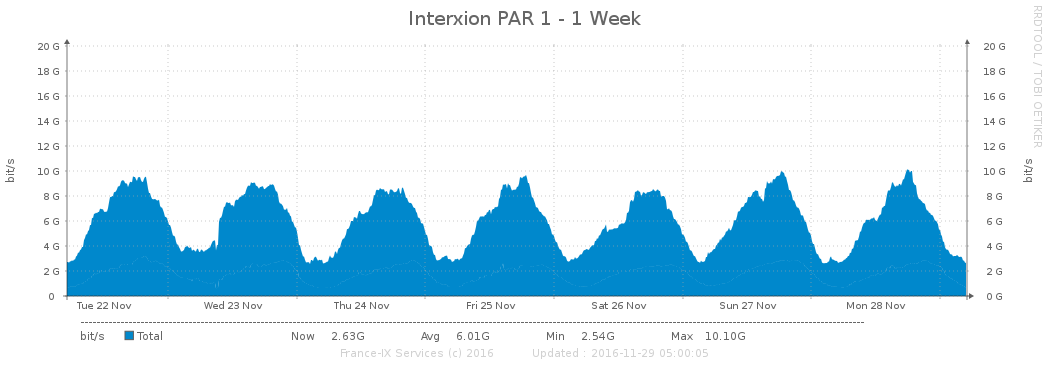 Interxion PAR 1 - 1 Week
RRDTOOL / TOBI OETIKER
bit/s
bit/s
20 G 20 G
18 G 18 G
16 G 16 G
14 G 14 G
12 G 12 G
10 G 10 G
8 G 8 G
6 G 6 G
4 G 4 G
2 G 2 G
0 0 G
Tue 22 Nov Wed 23 Nov Thu 24 Nov Fri 25 Nov Sat 26 Nov Sun 27 Nov Mon 28 Nov
bit/s Total Now 2.63G Avg 6.01G Min 2.54G Max 10.10G
France-IX Services (c) 2016 Updated : 2016-11-29 05:00:05